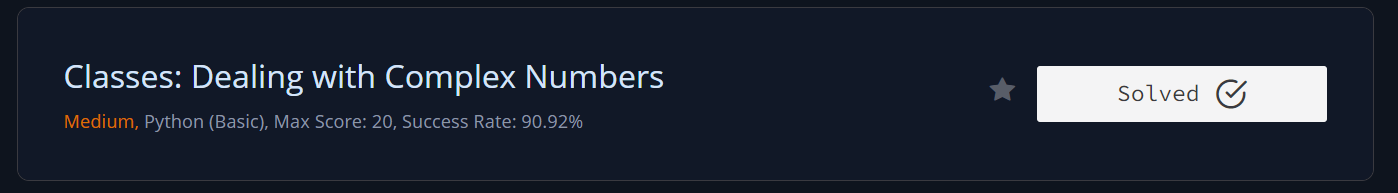 Classes: Dealing with Complex Numbers
Medium, Python (Basic), Max Score: 20, Success Rate: 90.92%
Solved